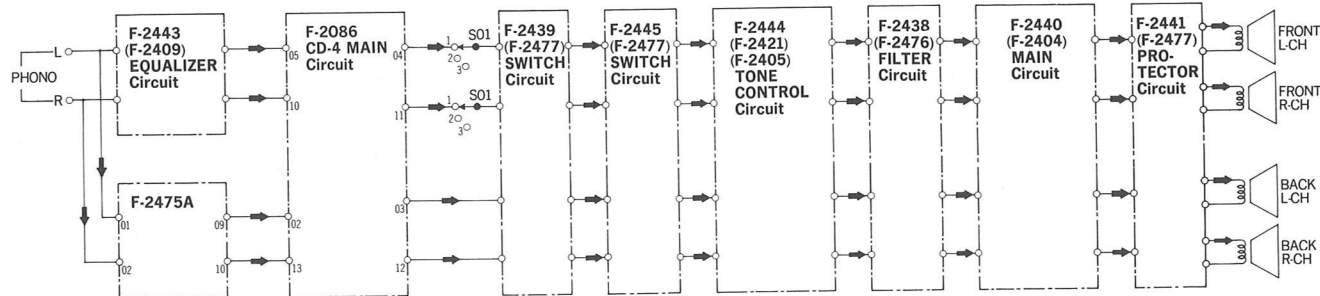 F-2443
(F-2409)
EQUALIZER
Circuit
F-2086
CD-4 MAIN
Circuit
F-2439
(F-2477)
SWITCH
Circuit
F-2445
(F-2477)
SWITCH
Circuit
F-2444
(F-2421)
(F-2405)
TONE
CONTROL
Circuit
F-2438
(F-2476)
FILTER
Circuit
F-2440
(F-2404)
MAIN
Circuit
F-2441
(F-2477)
PRO-
TECTOR
Circuit
PHONO
L
R
05
10
04
11
1
2
3
S01
1
2
3
S01
FRONT
L-CH
FRONT
R-CH
F-2475A
01
02
09
10
02
13
03
12
BACK
L-CH
BACK
R-CH